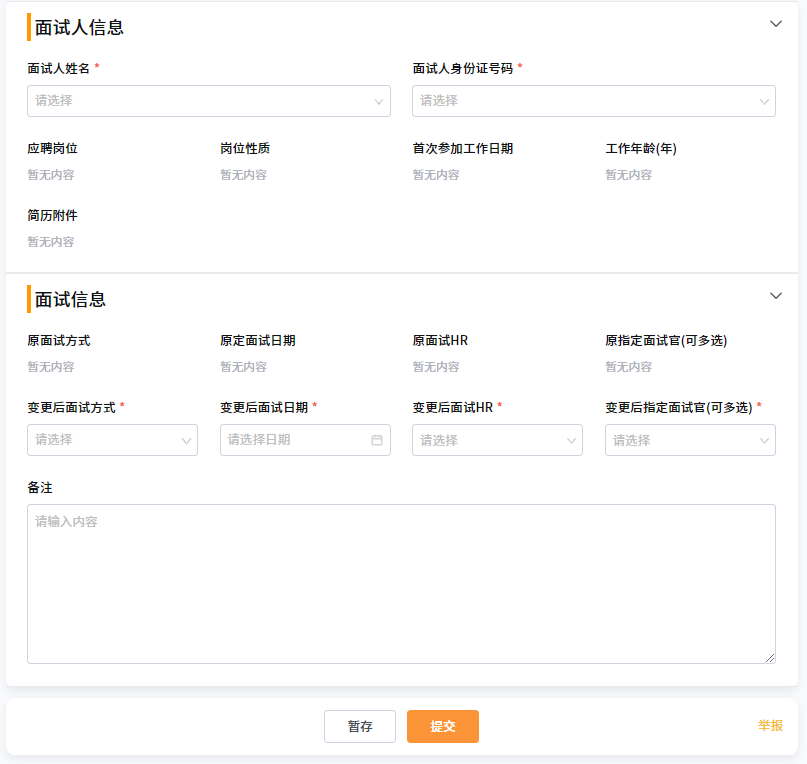 面试人信息
面试人姓名 * 面试人身份证号码 *
请选择 请选择
应聘岗位 岗位性质 首次参加工作日期 工作年龄(年)
暂无内容 暂无内容 暂无内容 暂无内容
简历附件
暂无内容
面试信息
原面试方式 原定面试日期 原面试HR 原指定面试官(可多选)
暂无内容 暂无内容 暂无内容 暂无内容
变更后面试方式 * 变更后面试日期 * 变更后面试HR * 变更后指定面试官(可多选) *
请选择 请选择日期 请选择 请选择
备注
请输入内容
暂存 提交 举报